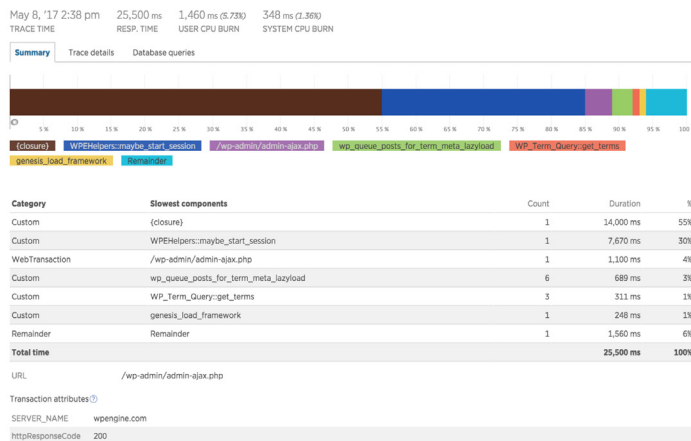 May 8, '17 2:38 pm 25,500 ms 1,460 ms (5.73%) 348 ms (1.36%)
TRACE TIME RESP. TIME USER CPU BURN SYSTEM CPU BURN
Summary Trace details Database queries
5 % 10 % 15 % 20 % 25 % 30 % 35 % 40 % 45 % 50 % 55 % 60 % 65 % 70 % 75 % 80 % 85 % 90 % 95 % 100
{closure} WPEHelpers::maybe_start_session /wp-admin/admin-ajax.php wp_queue_posts_for_term_meta_lazyload WP_Term_Query::get_terms
genesis_load_framework Remainder
Category Slowest components Count Duration %
Custom {closure} 1 14,000 ms 55%
Custom WPEHelpers::maybe_start_session 1 7,670 ms 30%
WebTransaction /wp-admin/admin-ajax.php 1 1,100 ms 4%
Custom wp_queue_posts_for_term_meta_lazyload 6 689 ms 3%
Custom WP_Term_Query::get_terms 3 311 ms 1%
Custom genesis_load_framework 1 248 ms 1%
Remainder Remainder 1 1,560 ms 6%
Total time 25,500 ms 100%
URL /wp-admin/admin-ajax.php
Transaction attributes ?
SERVER_NAME wpengine.com
httpResponseCode 200